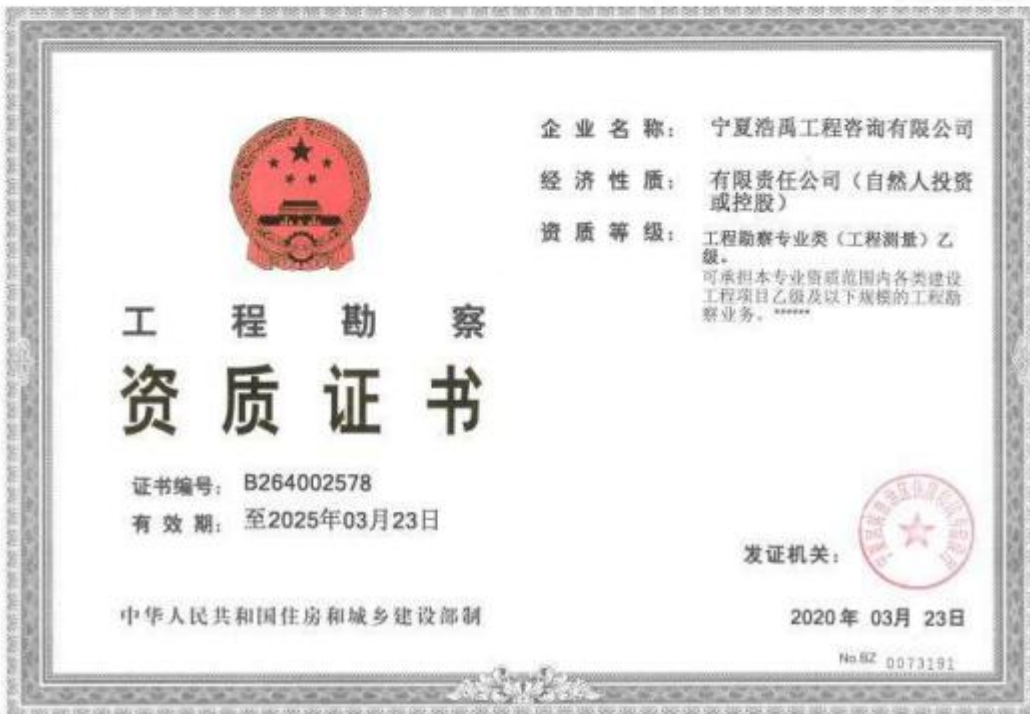 企业名称：宁夏浩禹工程咨询有限公司
经济性质：有限责任公司（自然人投资
或控股）
资质等级：工程勘察专业类（工程测量）乙
级。
可承担本专业资质范围内各类建设
工程项目乙级及以下规模的工程勘
察业务。******
工程勘察
资质证书
证书编号：B264002578
有效期：至2025年03月23日
中华人民共和国住房和城乡建设部制
发证机关：
2020年 03月 23日
No.BZ 0073191